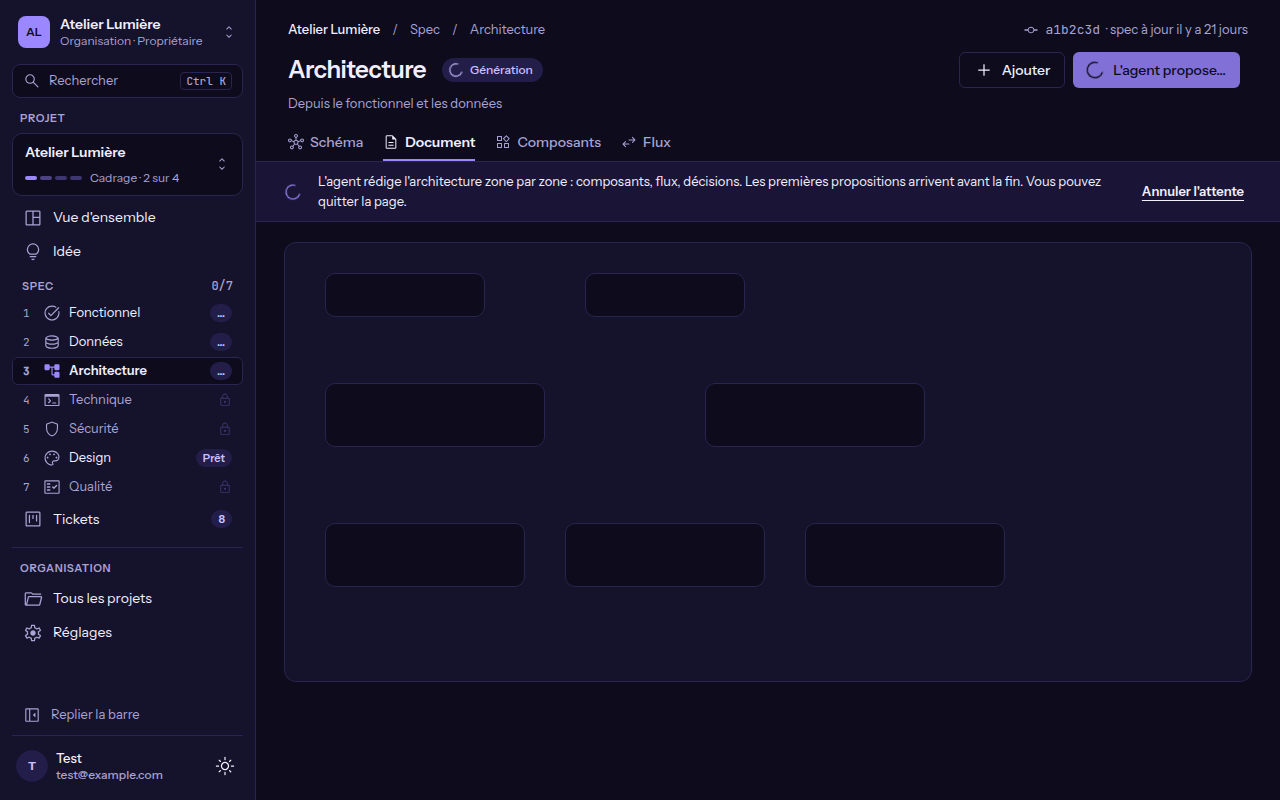 AL
Atelier Lumière
Organisation · Propriétaire
Rechercher
Ctrl K
PROJET
Atelier Lumière
Cadrage · 2 sur 4
Vue d'ensemble
Idée
SPEC 0/7
1 Fonctionnel ...
2 Données ...
3 Architecture ...
4 Technique
5 Sécurité
6 Design Prêt
7 Qualité
Tickets 8
ORGANISATION
Tous les projets
Réglages
Replier la barre
T
Test
test@example.com
Atelier Lumière / Spec / Architecture
a1b2c3d · spec à jour il y a 21 jours
Architecture
Génération
Ajouter
L'agent propose...
Depuis le fonctionnel et les données
Schéma
Document
Composants
Flux
L'agent rédige l'architecture zone par zone : composants, flux, décisions. Les premières propositions arrivent avant la fin. Vous pouvez
quitter la page.
Annuler l'attente